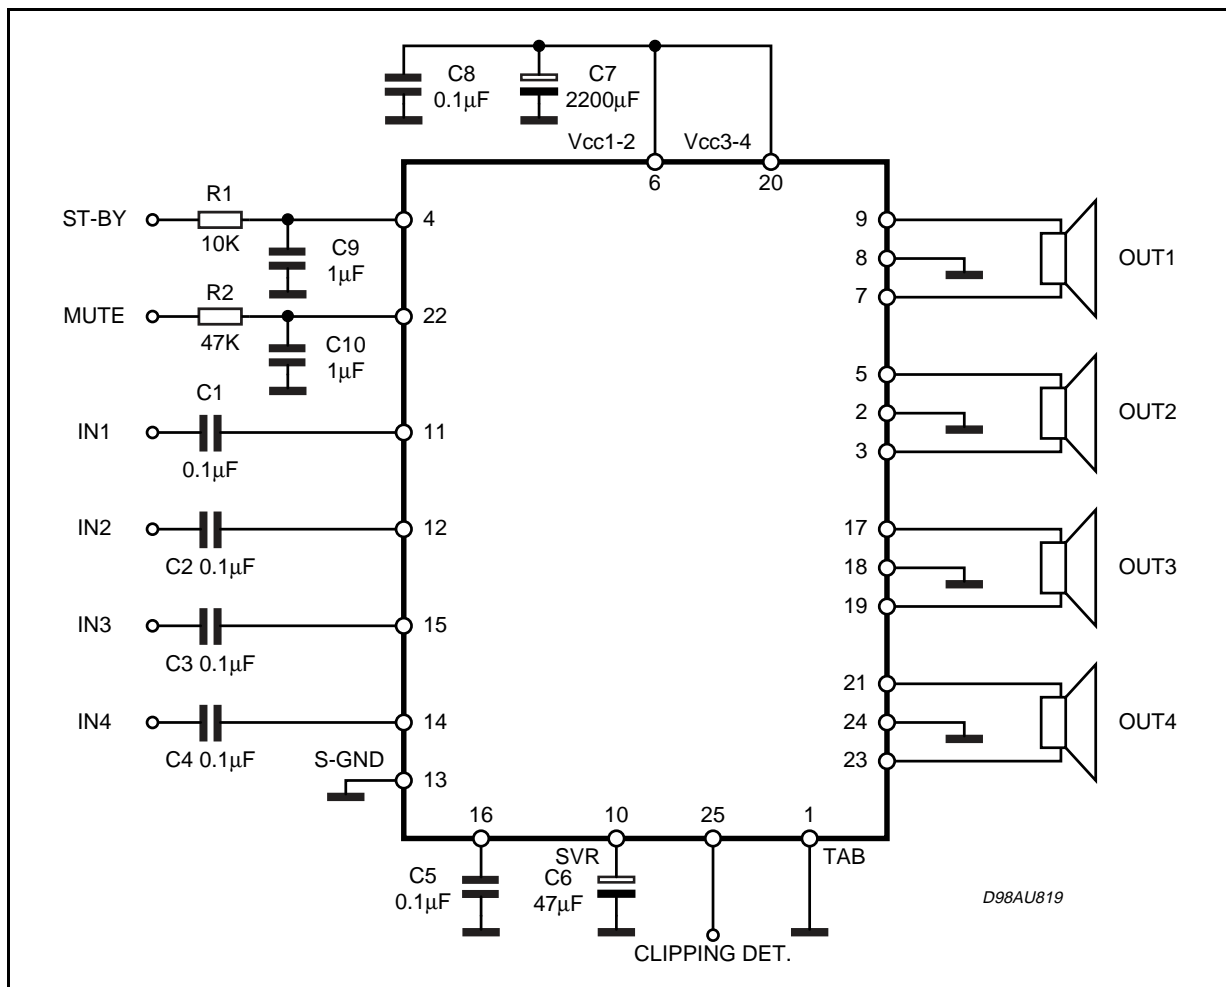 C8
0.1μF
C7
2200μF
Vcc1-2
Vcc3-4
6
20
ST-BY
R1
10K
4
C9
1μF
MUTE
R2
47K
22
C10
1μF
IN1
C1
0.1μF
11
IN2
C2 0.1μF
12
IN3
C3 0.1μF
15
IN4
C4 0.1μF
14
S-GND
13
9
8
7
OUT1
5
2
3
OUT2
17
18
19
OUT3
21
24
23
OUT4
16
10
25
1
SVR
TAB
C5
0.1μF
C6
47μF
CLIPPING DET.
D98AU819